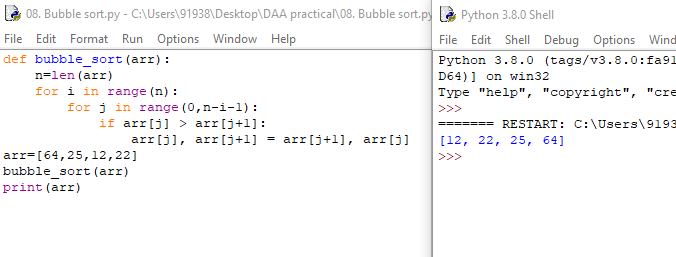 08. Bubble sort.py - C:\Users\91938\Desktop\DAA practical\08. Bubble sort.py
File Edit Format Run Options Window Help
def bubble_sort(arr):
    n=len(arr)
    for i in range(n):
        for j in range(0,n-i-1):
            if arr[j] > arr[j+1]:
                arr[j], arr[j+1] = arr[j+1], arr[j]
arr=[64,25,12,22]
bubble_sort(arr)
print(arr)
Python 3.8.0 Shell
File Edit Shell Debug Options
Python 3.8.0 (tags/v3.8.0:fa91
D64)] on win32
Type "help", "copyright", "cre
>>>
======= RESTART: C:\Users\9193
[12, 22, 25, 64]
>>>